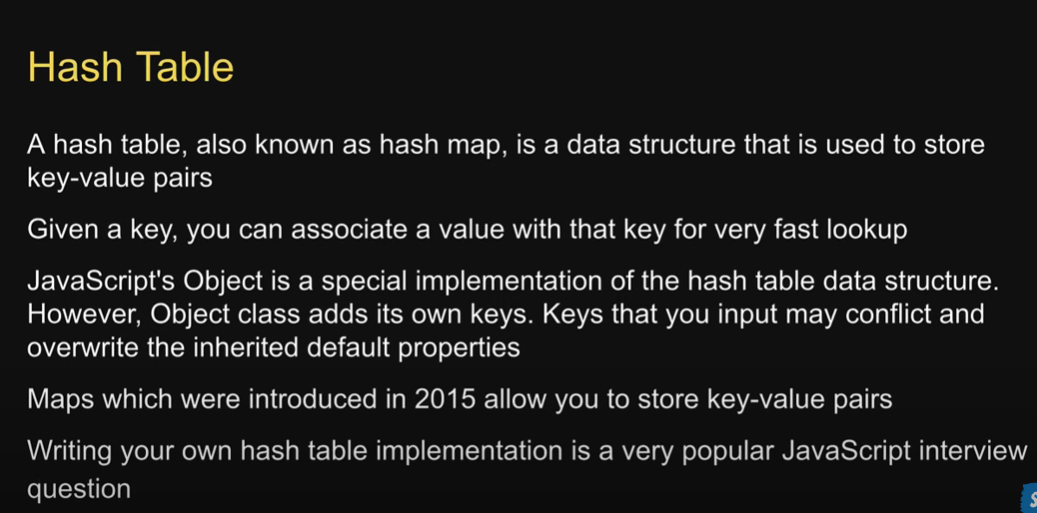 Hash Table
A hash table, also known as hash map, is a data structure that is used to store
key-value pairs
Given a key, you can associate a value with that key for very fast lookup
JavaScript's Object is a special implementation of the hash table data structure.
However, Object class adds its own keys. Keys that you input may conflict and
overwrite the inherited default properties
Maps which were introduced in 2015 allow you to store key-value pairs
Writing your own hash table implementation is a very popular JavaScript interview
question